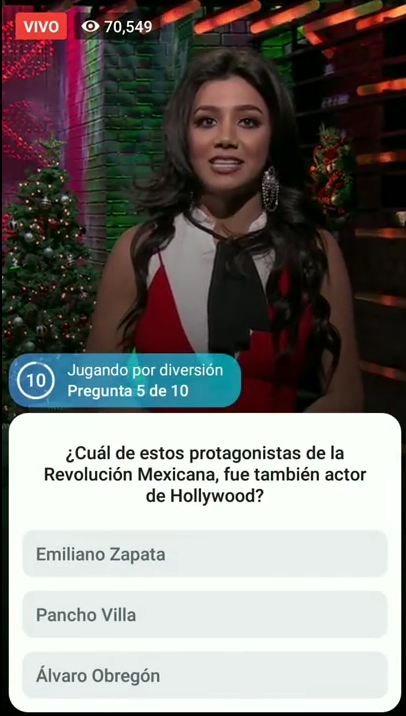 VIVO 70,549
10 Jugando por diversión
Pregunta 5 de 10
¿Cuál de estos protagonistas de la
Revolución Mexicana, fue también actor
de Hollywood?
Emiliano Zapata
Pancho Villa
Álvaro Obregón